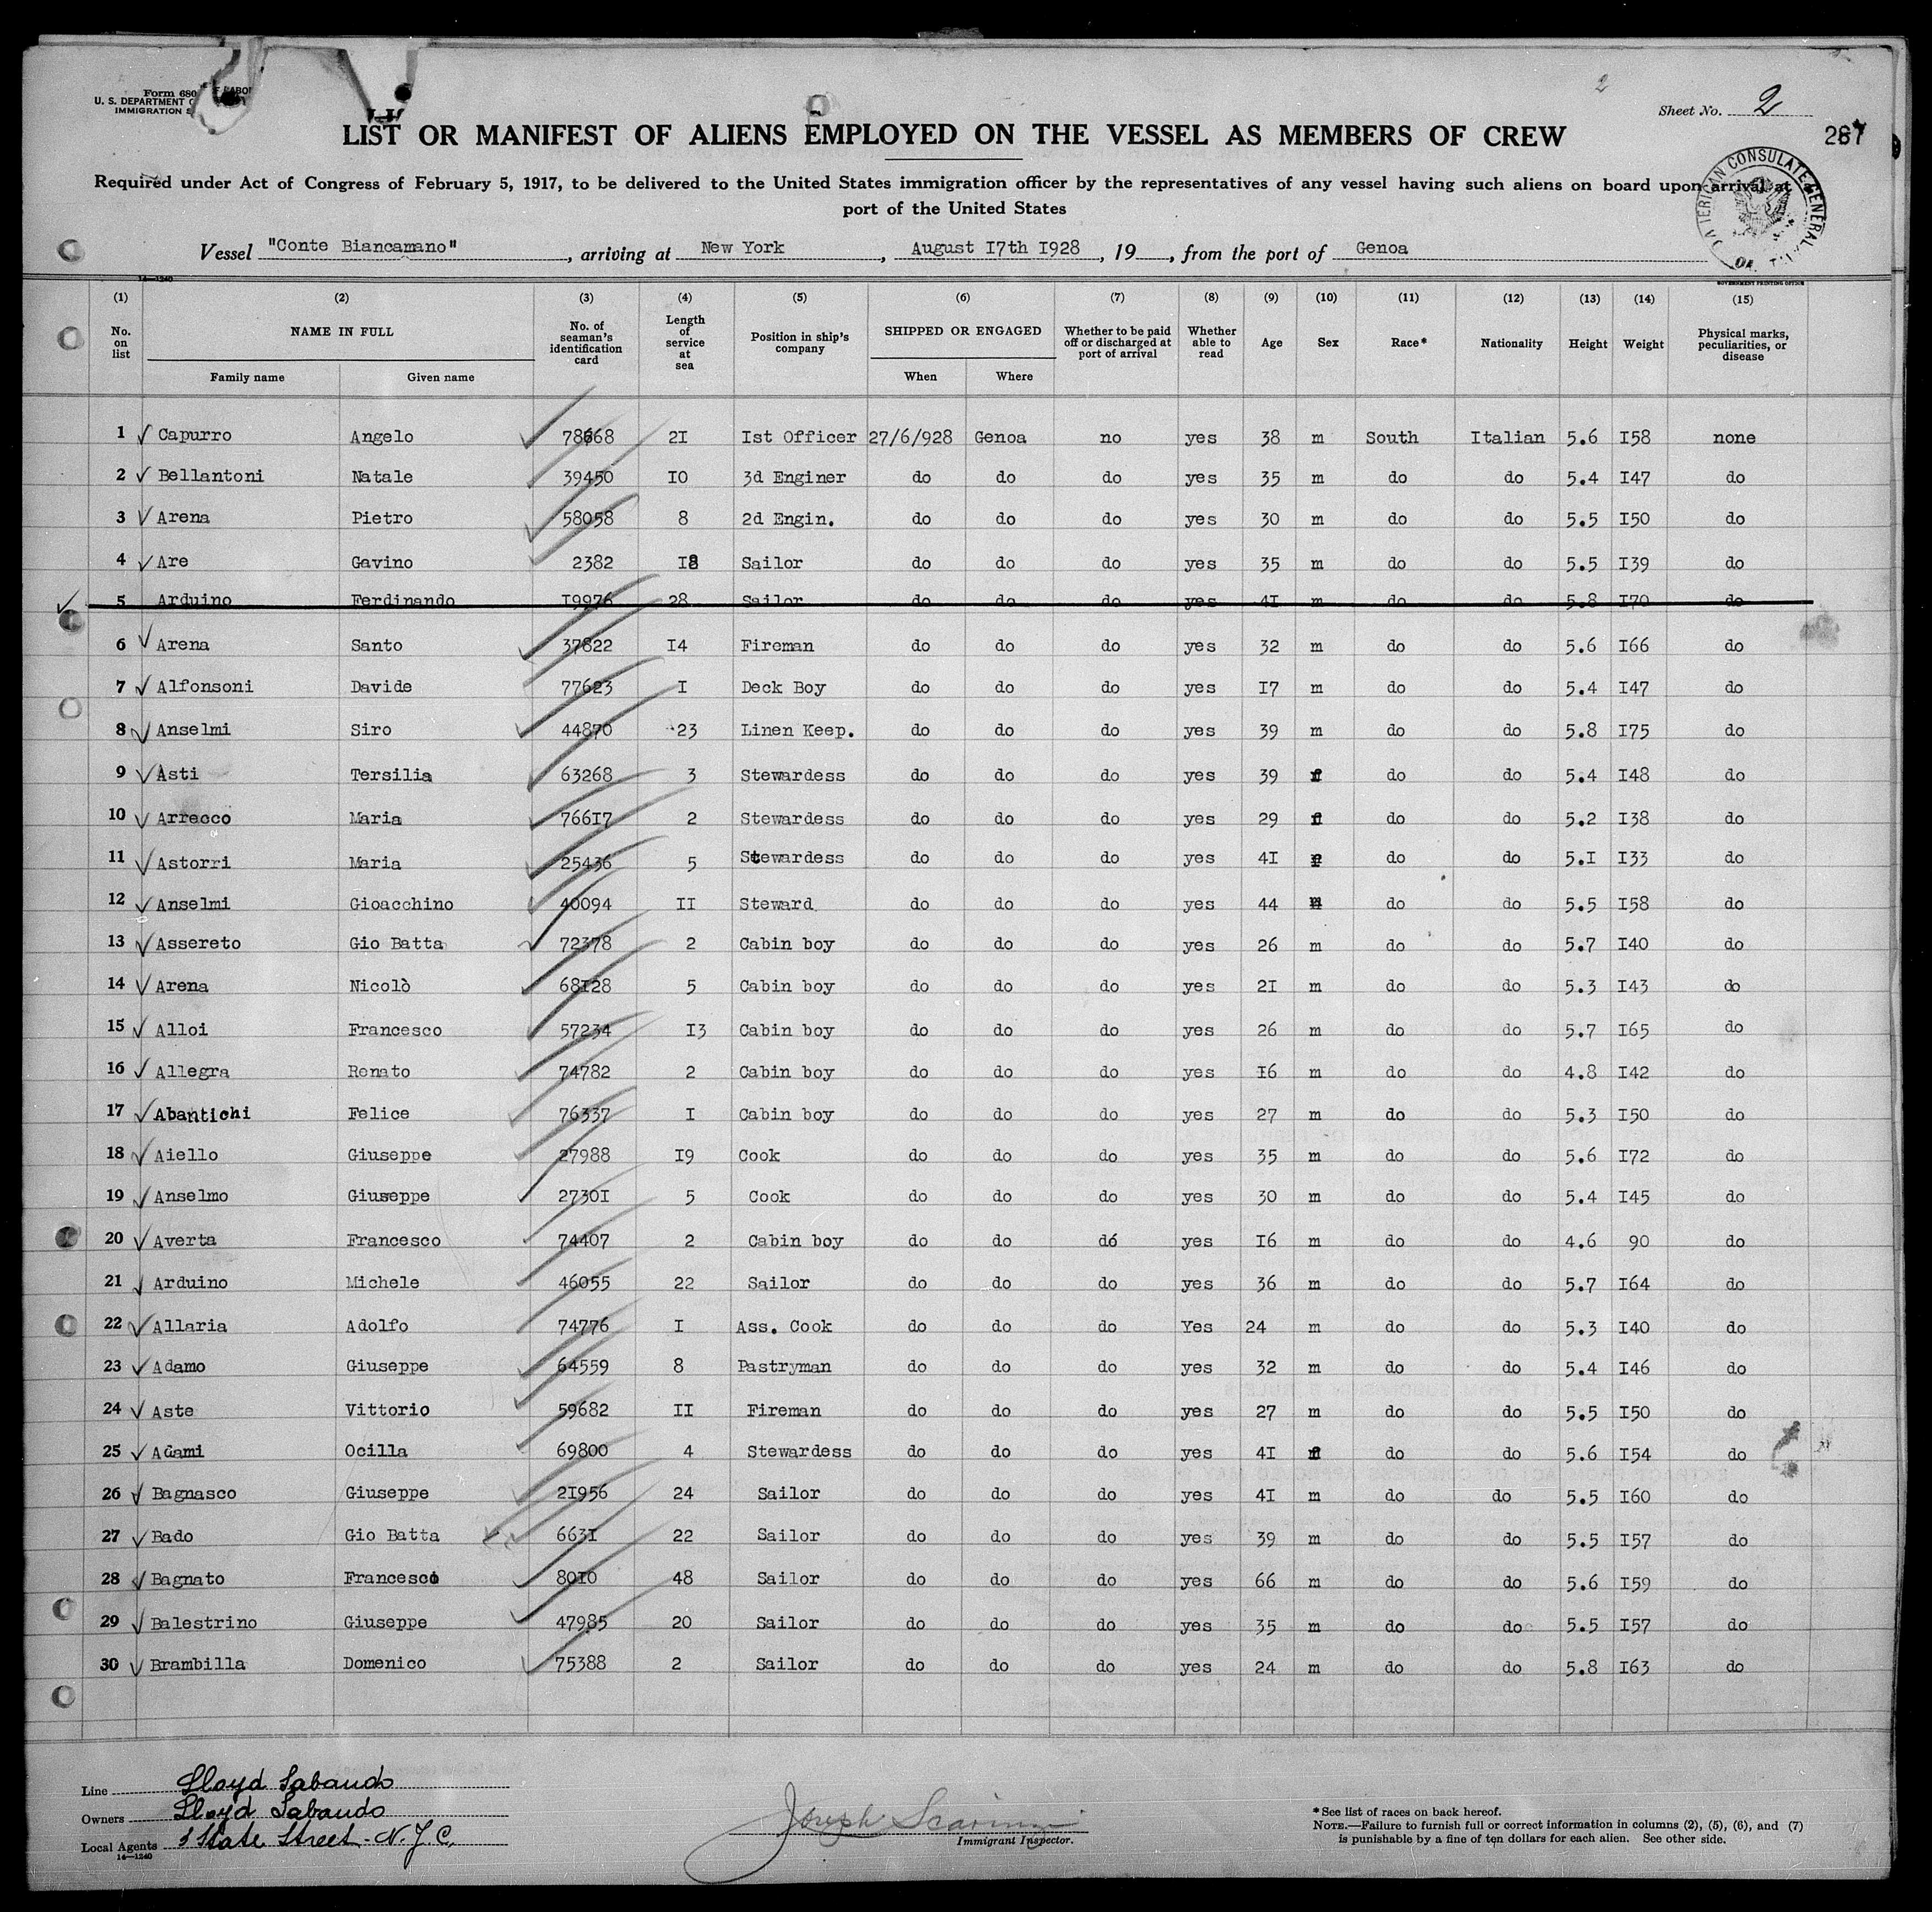 Form 680
U. S. DEPARTMENT OF LABOR
IMMIGRATION
2
Sheet No. 2
LIST OR MANIFEST OF ALIENS EMPLOYED ON THE VESSEL AS MEMBERS OF CREW
287
Required under Act of Congress of February 5, 1917, to be delivered to the United States immigration officer by the representatives of any vessel having such aliens on board upon arrival at
port of the United States
AMERICAN CONSULATE GENERAL
Vessel "Conte Biancamano", arriving at New York, August I7th I928, 19, from the port of Genoa
14—1240
GOVERNMENT PRINTING OFFICE
(1) (2) (3) (4) (5) (6) (7) (8) (9) (10) (11) (12) (13) (14) (15)
No. on list NAME IN FULL No. of seaman's identification card Length of service at sea Position in ship's company SHIPPED OR ENGAGED Whether to be paid off or discharged at port of arrival Whether able to read Age Sex Race* Nationality Height Weight Physical marks, peculiarities, or disease
Family name Given name When Where
1 Capurro Angelo 78668 2I Ist Officer 27/6/928 Genoa no yes 38 m South Italian 5.6 I58 none
2 Bellantoni Natale 39450 I0 3d Enginer do do do yes 35 m do do 5.4 I47 do
3 Arena Pietro 58058 8 2d Engin. do do do yes 30 m do do 5.5 I50 do
4 Are Gavino 2382 I8 Sailor do do do yes 35 m do do 5.5 I39 do
5 Arduino Ferdinando I9976 28 Sailor do do do yes 4I m do do 5.8 I70 do
6 Arena Santo 37822 I4 Fireman do do do yes 32 m do do 5.6 I66 do
7 Alfonsoni Davide 77623 I Deck Boy do do do yes I7 m do do 5.4 I47 do
8 Anselmi Siro 44870 23 Linen Keep. do do do yes 39 m do do 5.8 I75 do
9 Asti Tersilia 63268 3 Stewardess do do do yes 39 f do do 5.4 I48 do
10 Arrecco Maria 766I7 2 Stewardess do do do yes 29 f do do 5.2 I38 do
11 Astorri Maria 25436 5 Stewardess do do do yes 4I f do do 5.I I33 do
12 Anselmi Gioacchino 40094 II Steward do do do yes 44 m do do 5.5 I58 do
13 Assereto Gio Batta 72378 2 Cabin boy do do do yes 26 m do do 5.7 I40 do
14 Arena Nicolò 68I28 5 Cabin boy do do do yes 2I m do do 5.3 I43 do
15 Alloi Francesco 57234 I3 Cabin boy do do do yes 26 m do do 5.7 I65 do
16 Allegra Renato 74782 2 Cabin boy do do do yes I6 m do do 4.8 I42 do
17 Abantichi Felice 76337 I Cabin boy do do do yes 27 m do do 5.3 I50 do
18 Aiello Giuseppe 27988 I9 Cook do do do yes 35 m do do 5.6 I72 do
19 Anselmo Giuseppe 2730I 5 Cook do do do yes 30 m do do 5.4 I45 do
20 Averta Francesco 74407 2 Cabin boy do do do yes I6 m do do 4.6 90 do
21 Arduino Michele 46055 22 Sailor do do do yes 36 m do do 5.7 I64 do
22 Allaria Adolfo 74776 I Ass. Cook do do do Yes 24 m do do 5.3 I40 do
23 Adamo Giuseppe 64559 8 Pastryman do do do yes 32 m do do 5.4 I46 do
24 Aste Vittorio 59682 II Fireman do do do yes 27 m do do 5.5 I50 do
25 Adami Ocilla 69800 4 Stewardess do do do yes 4I f do do 5.6 I54 do
26 Bagnasco Giuseppe 2I956 24 Sailor do do do yes 4I m do do 5.5 I60 do
27 Bado Gio Batta 663I 22 Sailor do do do yes 39 m do do 5.5 I57 do
28 Bagnato Francesco 80I0 48 Sailor do do do yes 66 m do do 5.6 I59 do
29 Balestrino Giuseppe 47985 20 Sailor do do do yes 35 m do do 5.5 I57 do
30 Brambilla Domenico 75388 2 Sailor do do do yes 24 m do do 5.8 I63 do
Line Lloyd Sabaudo
Owners Lloyd Sabaudo
Local Agents 3 State Street - N.Y.C.
14—1240
Joseph
Immigrant Inspector.
*See list of races on back hereof.
NOTE.—Failure to furnish full or correct information in columns (2), (5), (6), and (7)
is punishable by a fine of ten dollars for each alien. See other side.